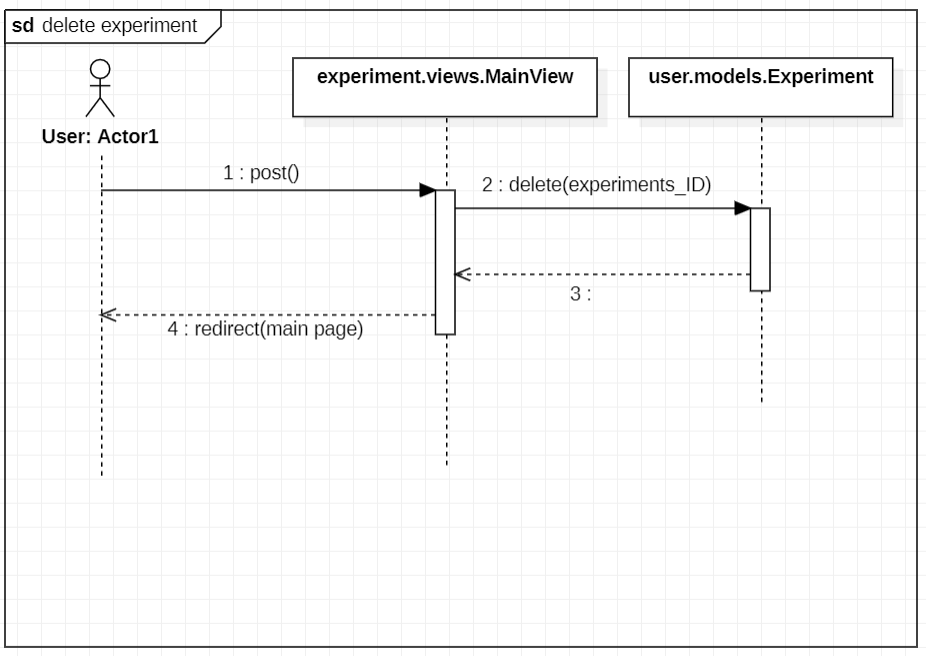 sd delete experiment
experiment.views.MainView
user.models.Experiment
User: Actor1
1 : post()
2 : delete(experiments_ID)
3 :
4 : redirect(main page)